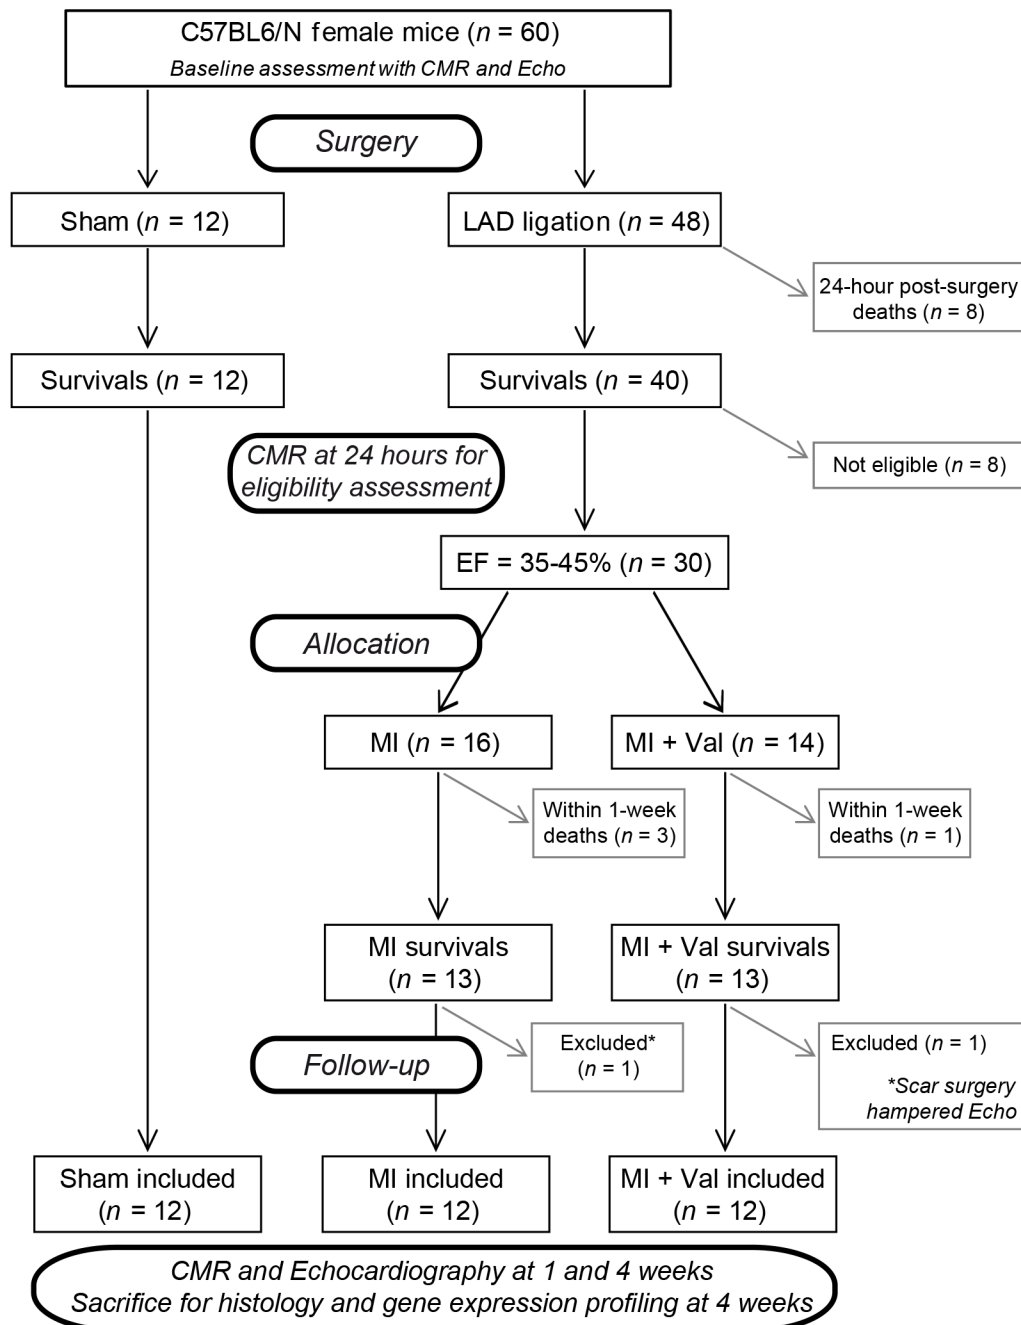 C57BL6/N female mice (n = 60)
Baseline assessment with CMR and Echo
Surgery
Sham (n = 12)
LAD ligation (n = 48)
24-hour post-surgery
deaths (n = 8)
Survivals (n = 12)
Survivals (n = 40)
CMR at 24 hours for
eligibility assessment
Not eligible (n = 8)
EF = 35-45% (n = 30)
Allocation
MI (n = 16)
MI + Val (n = 14)
Within 1-week
deaths (n = 3)
Within 1-week
deaths (n = 1)
MI survivals
(n = 13)
MI + Val survivals
(n = 13)
Follow-up
Excluded*
(n = 1)
Excluded (n = 1)
*Scar surgery
hampered Echo
Sham included
(n = 12)
MI included
(n = 12)
MI + Val included
(n = 12)
CMR and Echocardiography at 1 and 4 weeks
Sacrifice for histology and gene expression profiling at 4 weeks